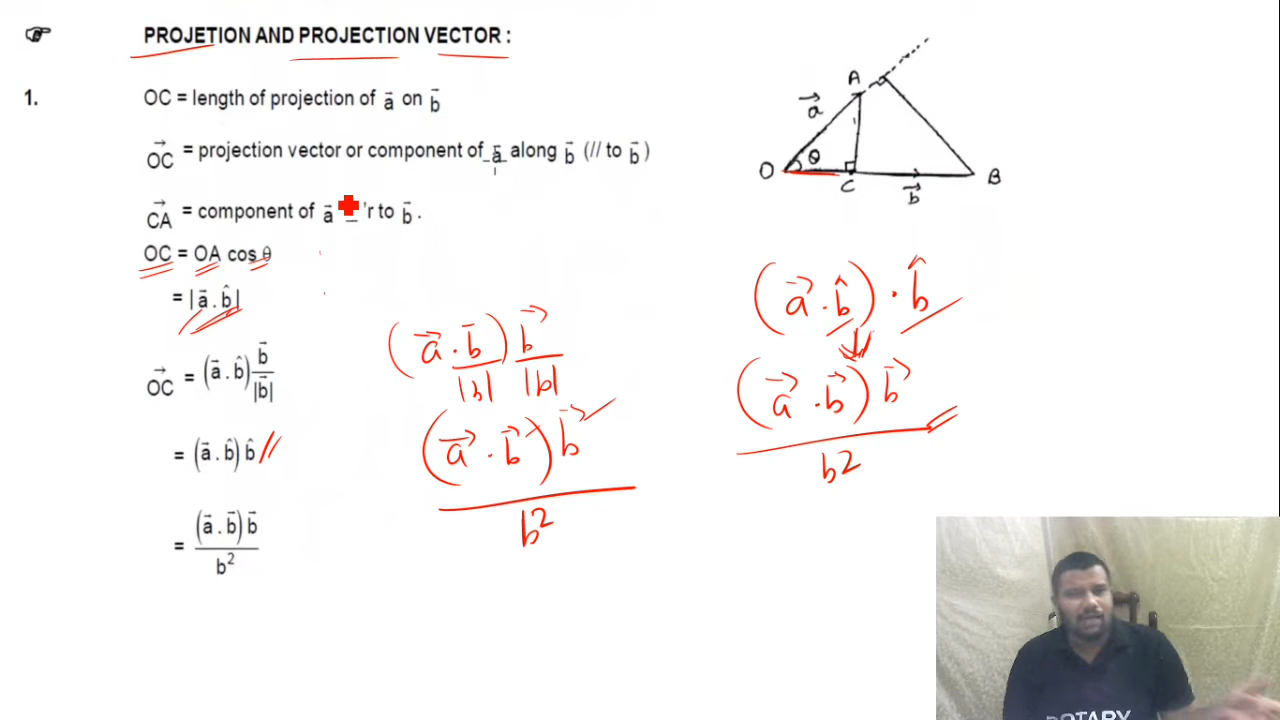 PROJETION AND PROJECTION VECTOR :
1. OC = length of projection of a⃗ on b⃗
OC⃗ = projection vector or component of a⃗ along b⃗ (// to b⃗)
CA⃗ = component of a⃗ 'r to b⃗ .
OC = OA cos θ
= |a⃗ . b̂|
OC⃗ = (a⃗ . b̂) b⃗/|b⃗|
= (a⃗ . b̂) b̂
= (a⃗ . b⃗) b⃗ / b²
A
a⃗
θ
O
C
b⃗
B
(a⃗ . b⃗/|b|) b⃗/|b|
(a⃗ . b⃗) b⃗ / b²
(a⃗ . b̂) . b̂
(a⃗ . b⃗) b⃗ / b²
ROTARY